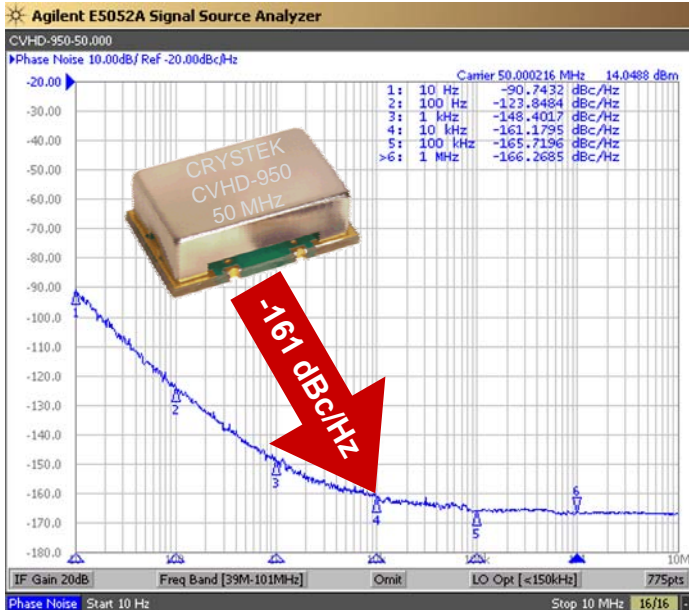 Agilent E5052A Signal Source Analyzer
CVHD-950-50.000
Phase Noise 10.00dB/ Ref -20.00dBc/Hz
Carrier 50.000216 MHz 14.0488 dBm
1: 10 Hz -90.7432 dBc/Hz
2: 100 Hz -123.8484 dBc/Hz
3: 1 kHz -148.4017 dBc/Hz
4: 10 kHz -161.1795 dBc/Hz
5: 100 kHz -165.7196 dBc/Hz
>6: 1 MHz -166.2685 dBc/Hz
-20.00
-30.00
-40.00
-50.00
-60.00
-70.00
-80.00
-90.00
-100.0
-110.0
-120.0
-130.0
-140.0
-150.0
-160.0
-170.0
-180.0
CRYSTEK
CVHD-950
50 MHz
-161 dBc/Hz
1
2
3
4
5
6
10M
IF Gain 20dB Freq Band [39M-101MHz] Omit LO Opt [<150kHz] 775pts
Phase Noise Start 10 Hz Stop 10 MHz 16/16